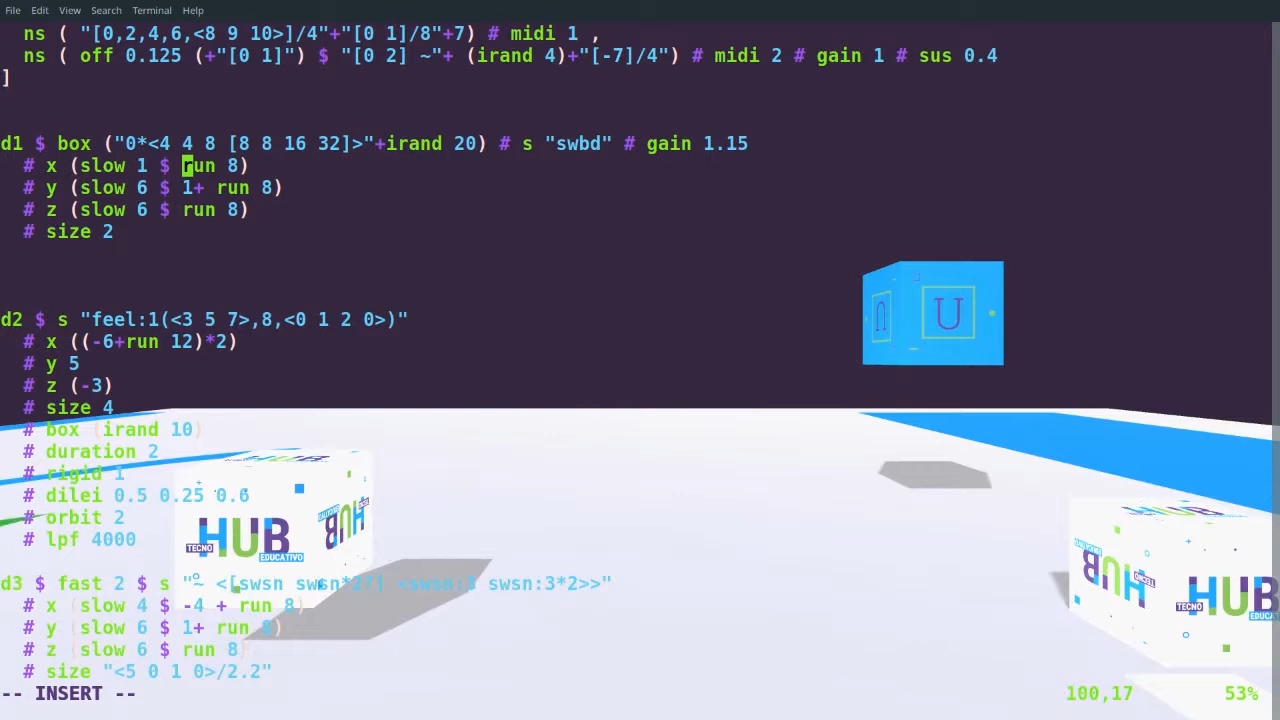 File Edit View Search Terminal Help
ns ( "[0,2,4,6,<8 9 10>]/4"+"[0 1]/8"+7) # midi 1 ,
ns ( off 0.125 (+"[0 1]") $ "[0 2] ~"+ (irand 4)+"[-7]/4") # midi 2 # gain 1 # sus 0.4
]
d1 $ box ("0*<4 4 8 [8 8 16 32]>"+irand 20) # s "swbd" # gain 1.15
# x (slow 1 $ run 8)
# y (slow 6 $ 1+ run 8)
# z (slow 6 $ run 8)
# size 2
U
U
d2 $ s "feel:1(<3 5 7>,8,<0 1 2 0>)"
# x ((-6+run 12)*2)
# y 5
# z (-3)
# size 4
# box (irand 10)
# duration 2
# rigid 1
# dilei 0.5 0.25 0.6
# orbit 2
# lpf 4000
TECNO HUB EDUCATIVO
HUB
HUB
TECNO HUB
d3 $ fast 2 $ s "~ <[swsn swsn*2?] <swsn:3 swsn:3*2>>"
# x (slow 4 $ -4 + run 8)
# y (slow 6 $ 1+ run 8)
# z (slow 6 $ run 8)
# size "<5 0 1 0>/2.2"
-- INSERT -- 100,17 53%